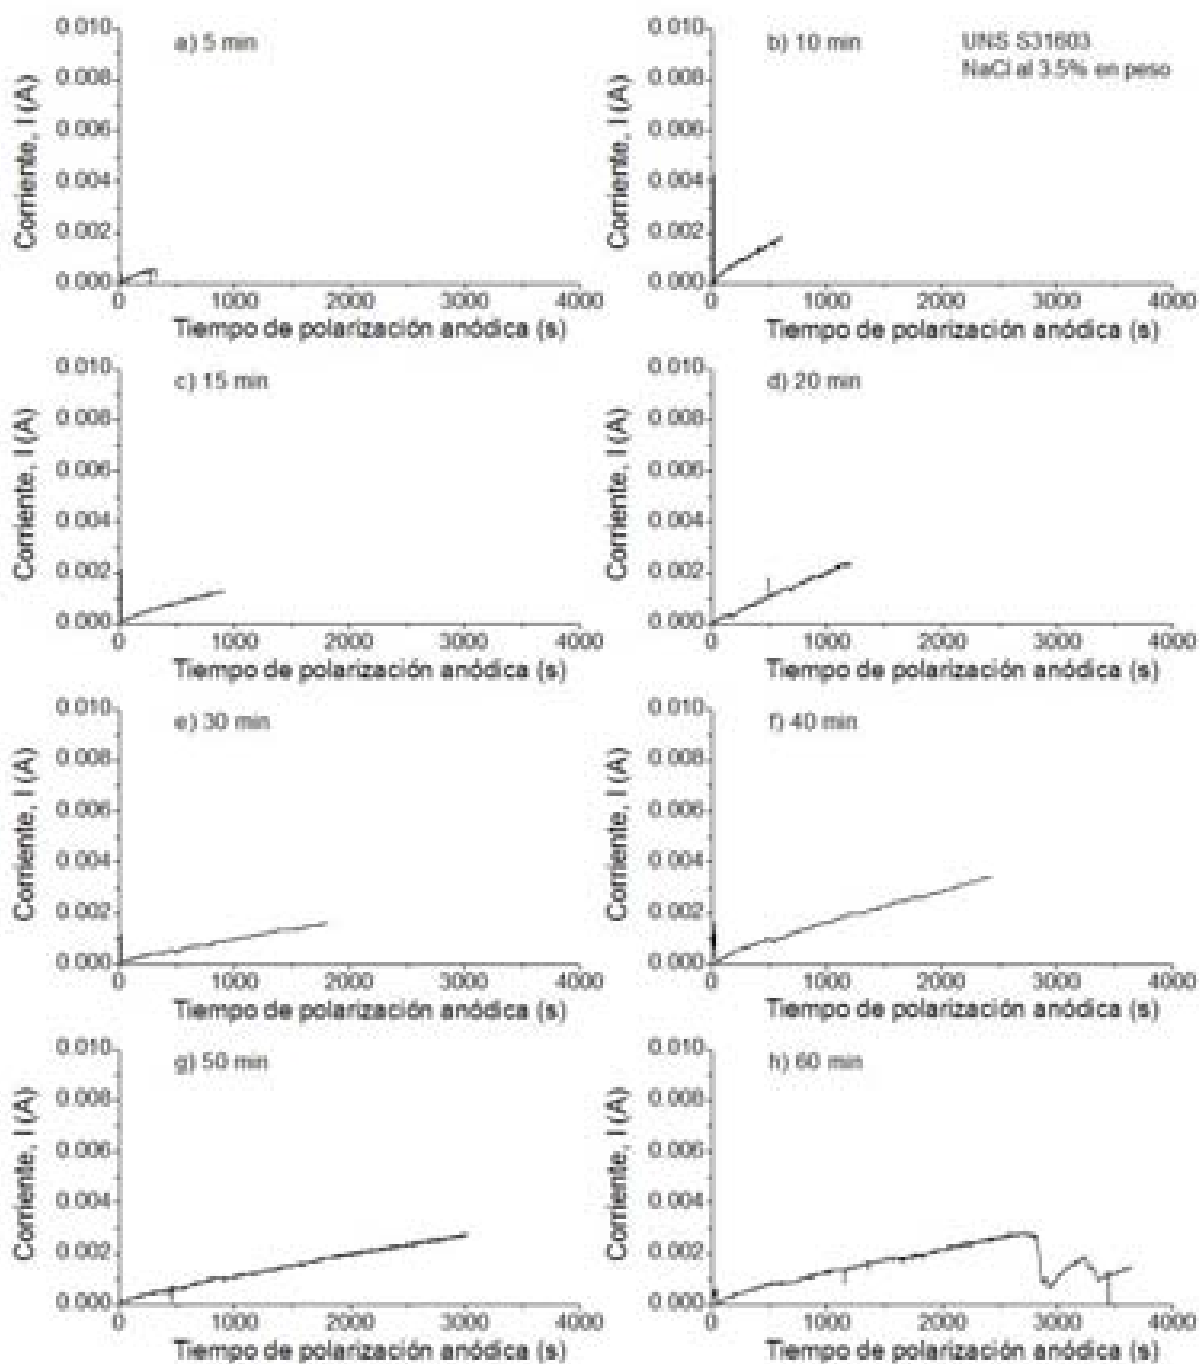 0.010
0.008
0.006
0.004
0.002
0.000
Corriente, I (A)
a) 5 min
0 1000 2000 3000 4000
Tiempo de polarización anódica (s)
0.010
0.008
0.006
0.004
0.002
0.000
Corriente, I (A)
b) 10 min
UNS S31603
NaCl al 3.5% en peso
0 1000 2000 3000 4000
Tiempo de polarización anódica (s)
0.010
0.008
0.006
0.004
0.002
0.000
Corriente, I (A)
c) 15 min
0 1000 2000 3000 4000
Tiempo de polarización anódica (s)
0.010
0.008
0.006
0.004
0.002
0.000
Corriente, I (A)
d) 20 min
0 1000 2000 3000 4000
Tiempo de polarización anódica (s)
0.010
0.008
0.006
0.004
0.002
0.000
Corriente, I (A)
e) 30 min
0 1000 2000 3000 4000
Tiempo de polarización anódica (s)
0.010
0.008
0.006
0.004
0.002
0.000
Corriente, I (A)
f) 40 min
0 1000 2000 3000 4000
Tiempo de polarización anódica (s)
0.010
0.008
0.006
0.004
0.002
0.000
Corriente, I (A)
g) 50 min
0 1000 2000 3000 4000
Tiempo de polarización anódica (s)
0.010
0.008
0.006
0.004
0.002
0.000
Corriente, I (A)
h) 60 min
0 1000 2000 3000 4000
Tiempo de polarización anódica (s)